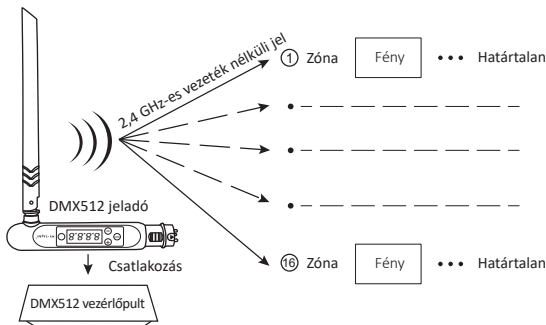 2,4 GHz-es vezeték nélküli jel
1 Zóna Fény ••• Határtalan
16 Zóna Fény ••• Határtalan
DMX512 jeladó
8.8.8.8
Csatlakozás
DMX512 vezérlőpult